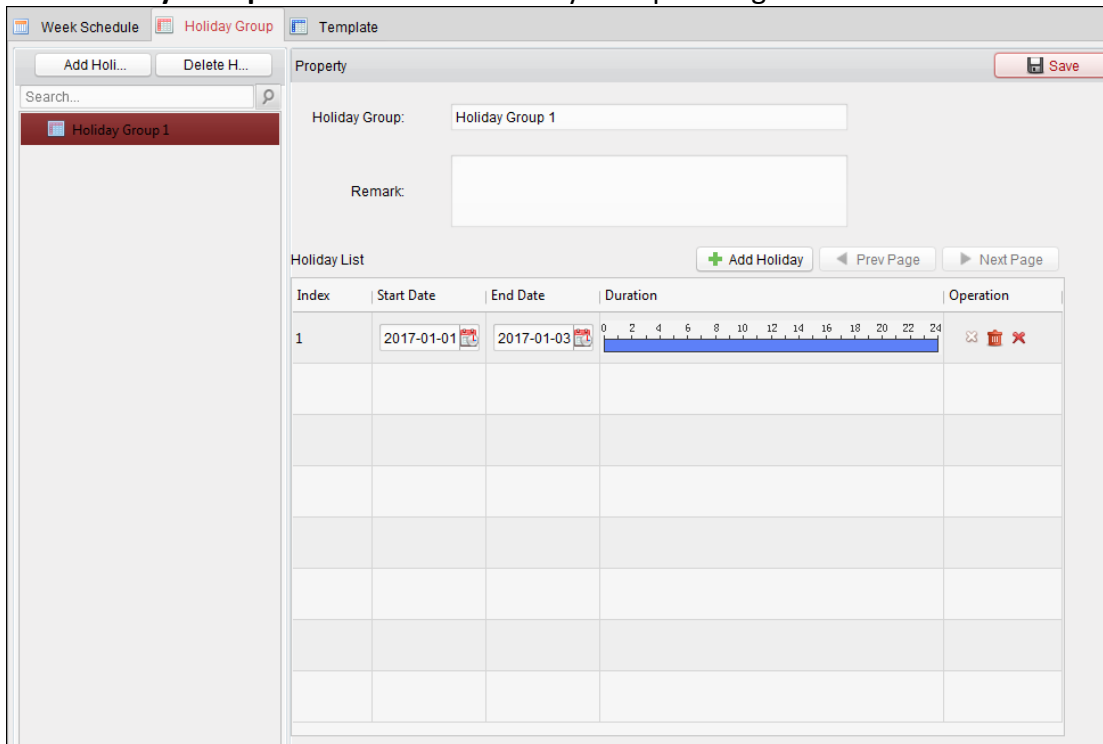 Week Schedule Holiday Group Template
Add Holi... Delete H... Property Save
Search...
Holiday Group 1
Holiday Group: Holiday Group 1
Remark:
Holiday List Add Holiday Prev Page Next Page
Index Start Date End Date Duration Operation
0 2 4 6 8 10 12 14 16 18 20 22 24
1 2017-01-01 2017-01-03